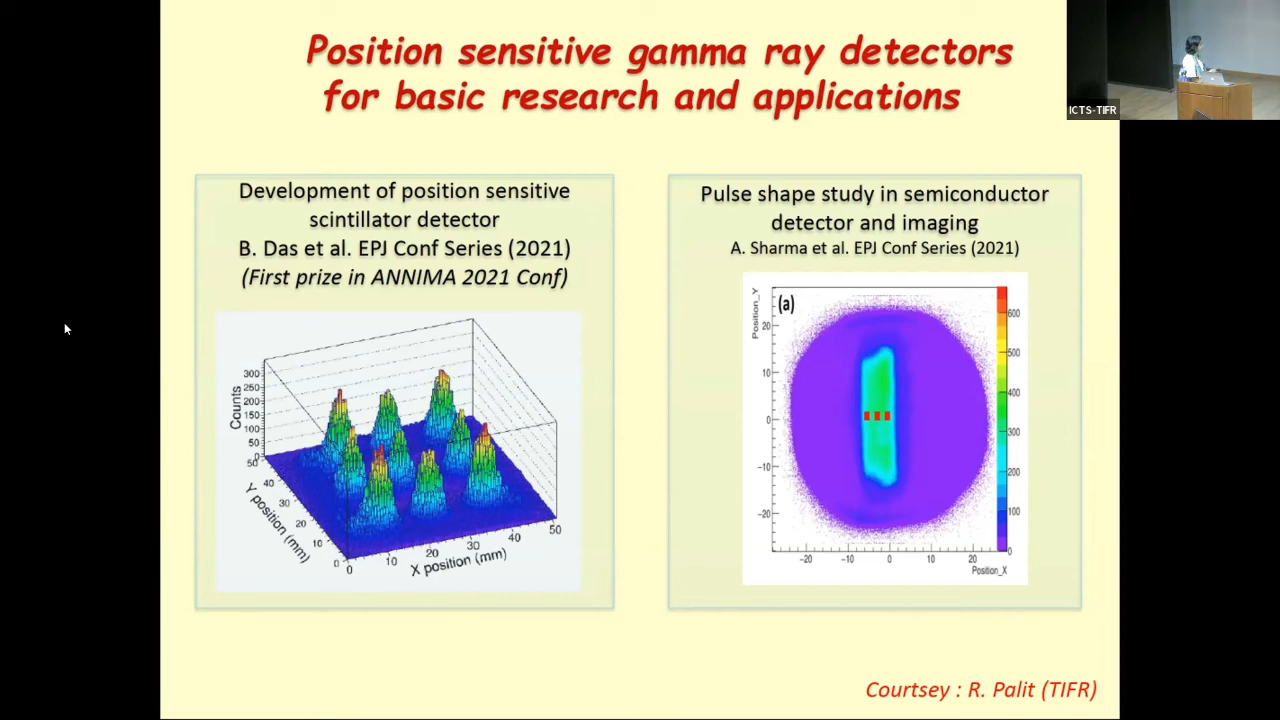 Position sensitive gamma ray detectors
for basic research and applications
ICTS-TIFR
Development of position sensitive
scintillator detector
B. Das et al. EPJ Conf Series (2021)
(First prize in ANNIMA 2021 Conf)
Counts
300
250
200
150
100
50
0
50
40
30
20
10
0
Y position (mm)
0
10
20
30
40
50
X position (mm)
Pulse shape study in semiconductor
detector and imaging
A. Sharma et al. EPJ Conf Series (2021)
Position_Y
(a)
20
10
0
−10
−20
−20
−10
0
10
20
Position_X
600
500
400
300
200
100
0
Courtsey : R. Palit (TIFR)